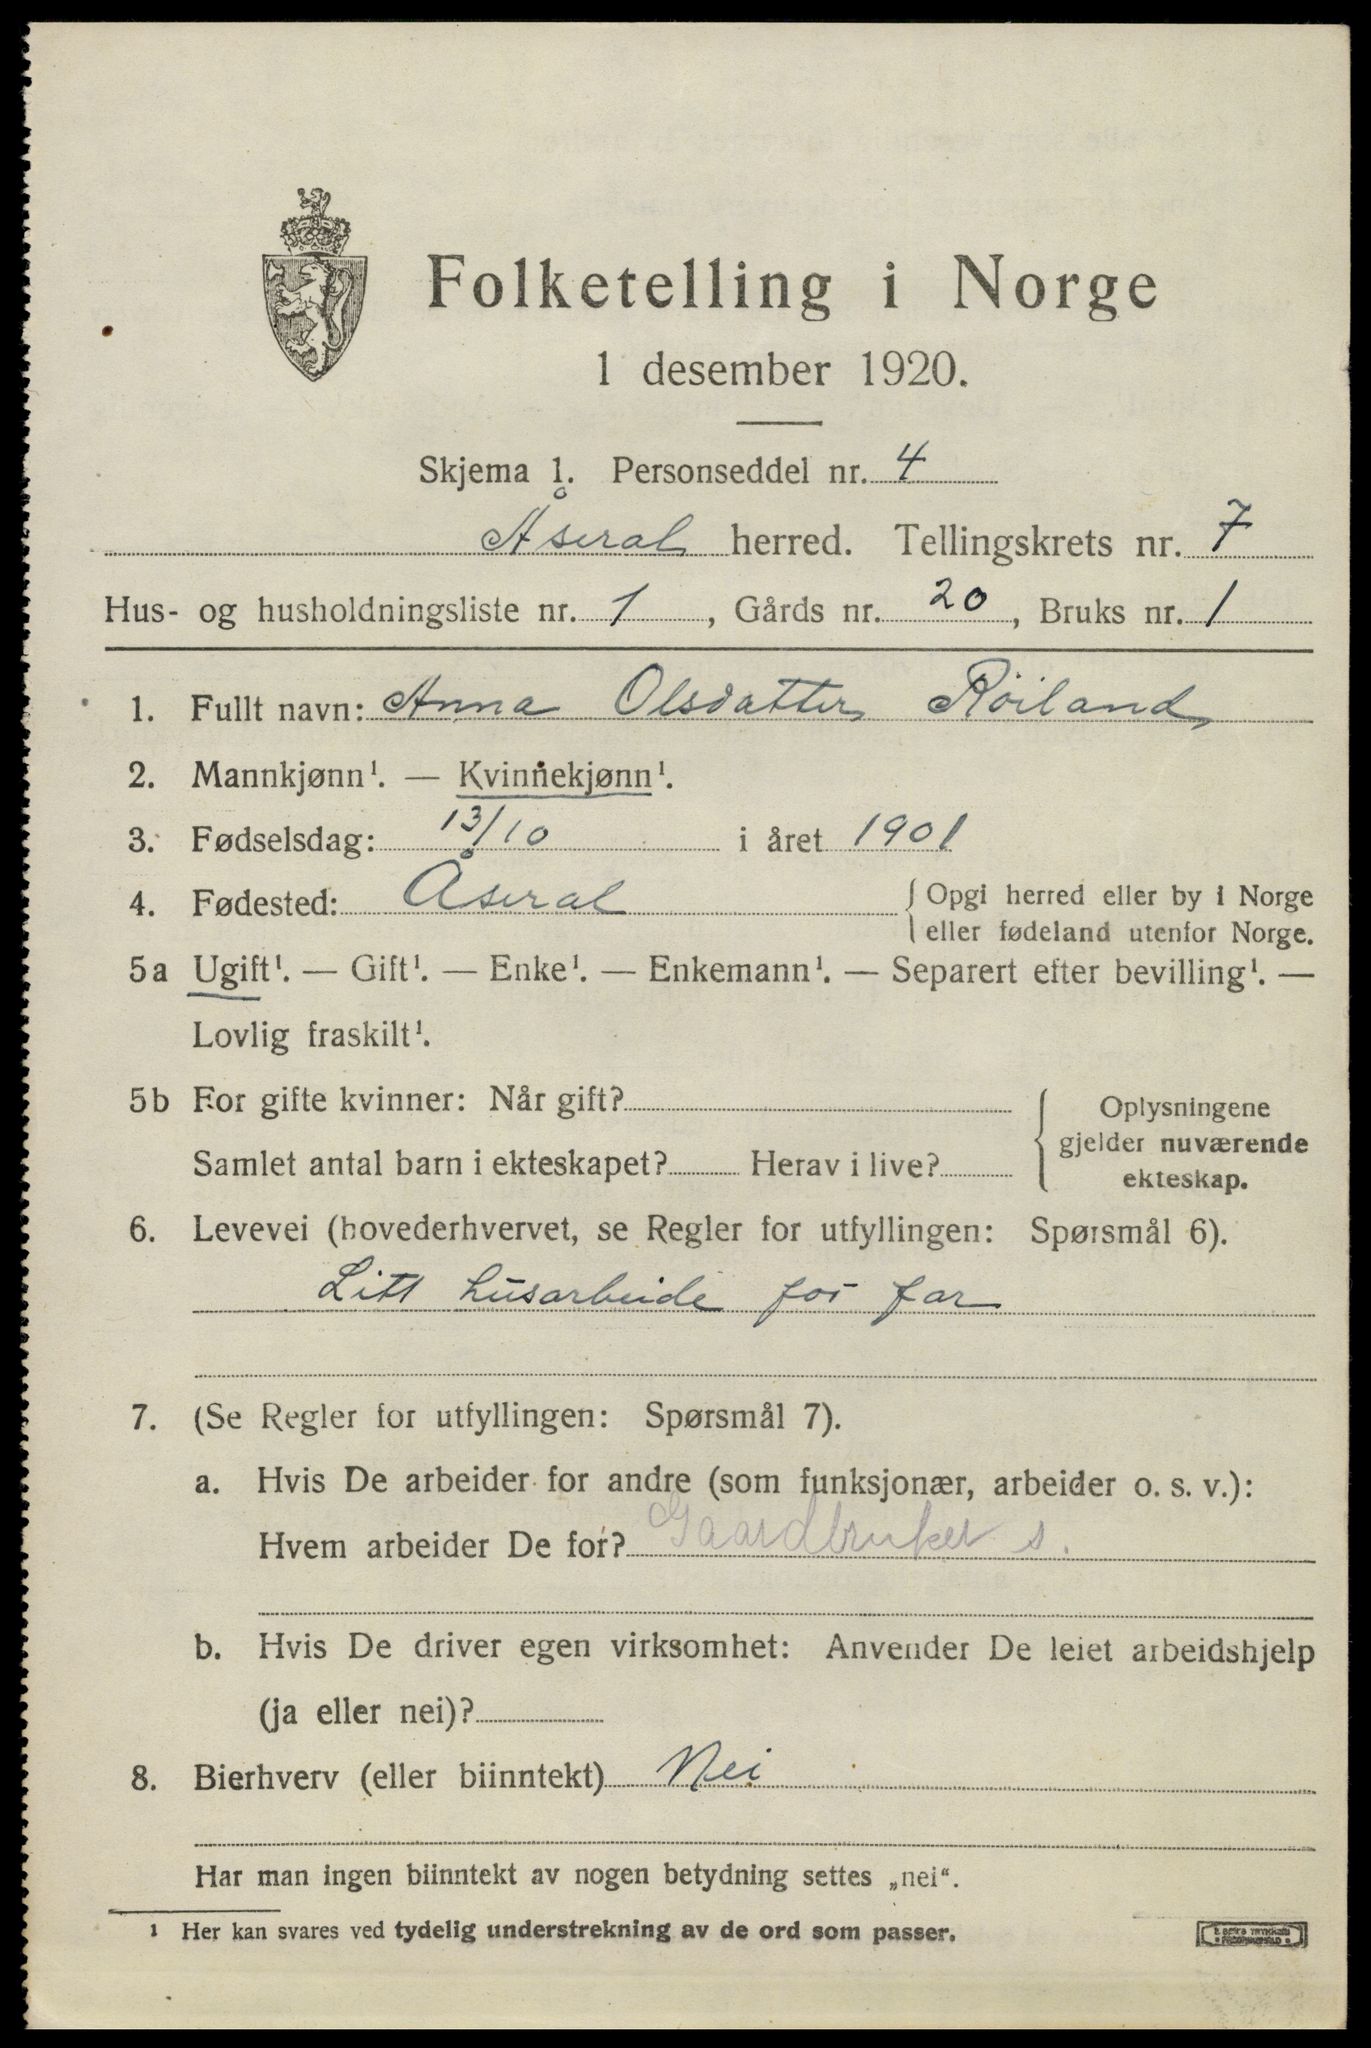 Folketelling i Norge
1 desember 1920.
Skjema 1. Personseddel nr. 4
Åseral herred. Tellingskrets nr. 7
Hus- og husholdningsliste nr. 1, Gårds nr. 20, Bruks nr. 1
1. Fullt navn: Anna Olsdatter Röiland
2. Mannkjønn¹. — Kvinnekjønn¹.
3. Fødselsdag: 13/10 i året 1901
4. Fødested: Åseral { Opgi herred eller by i Norge
eller fødeland utenfor Norge.
5a Ugift¹. — Gift¹. — Enke¹. — Enkemann¹. — Separert efter bevilling¹. —
Lovlig fraskilt¹.
5b For gifte kvinner: Når gift?
Samlet antal barn i ekteskapet? Herav i live?
{ Oplysningene
gjelder nuværende
ekteskap.
6. Levevei (hovederhvervet, se Regler for utfyllingen: Spørsmål 6).
Litt husarbeide for far
7. (Se Regler for utfyllingen: Spørsmål 7).
a. Hvis De arbeider for andre (som funksjonær, arbeider o. s. v.):
Hvem arbeider De for? Gaardbruker s.
b. Hvis De driver egen virksomhet: Anvender De leiet arbeidshjelp
(ja eller nei)?
8. Bierhverv (eller biinntekt) Nei
Har man ingen biinntekt av nogen betydning settes „nei“.
¹ Her kan svares ved tydelig understrekning av de ord som passer.